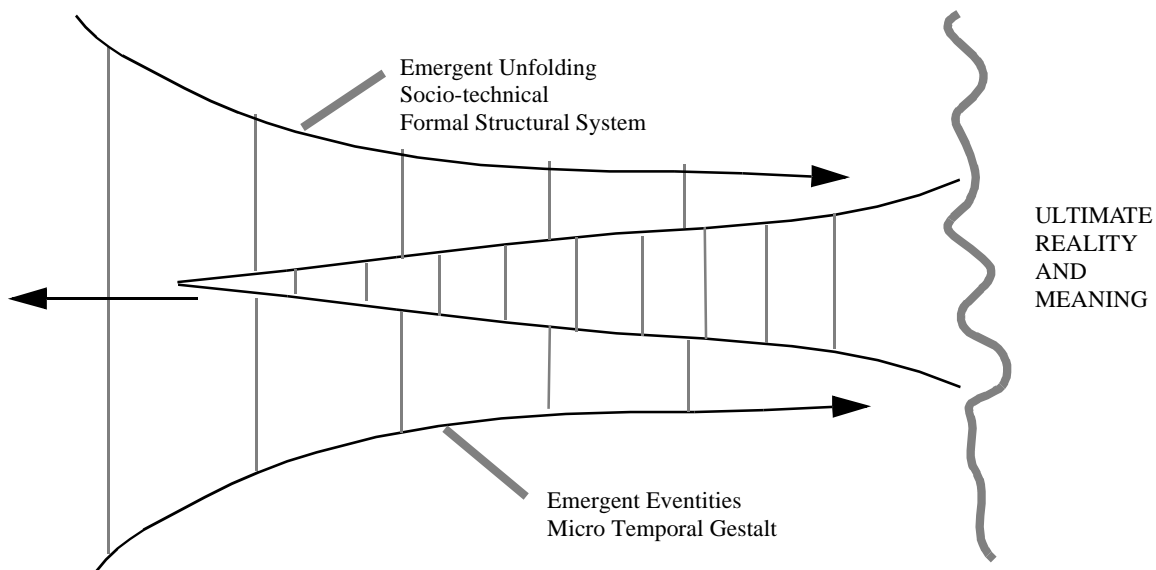 Emergent Unfolding
Socio-technical
Formal Structural System
ULTIMATE
REALITY
AND
MEANING
Emergent Eventities
Micro Temporal Gestalt